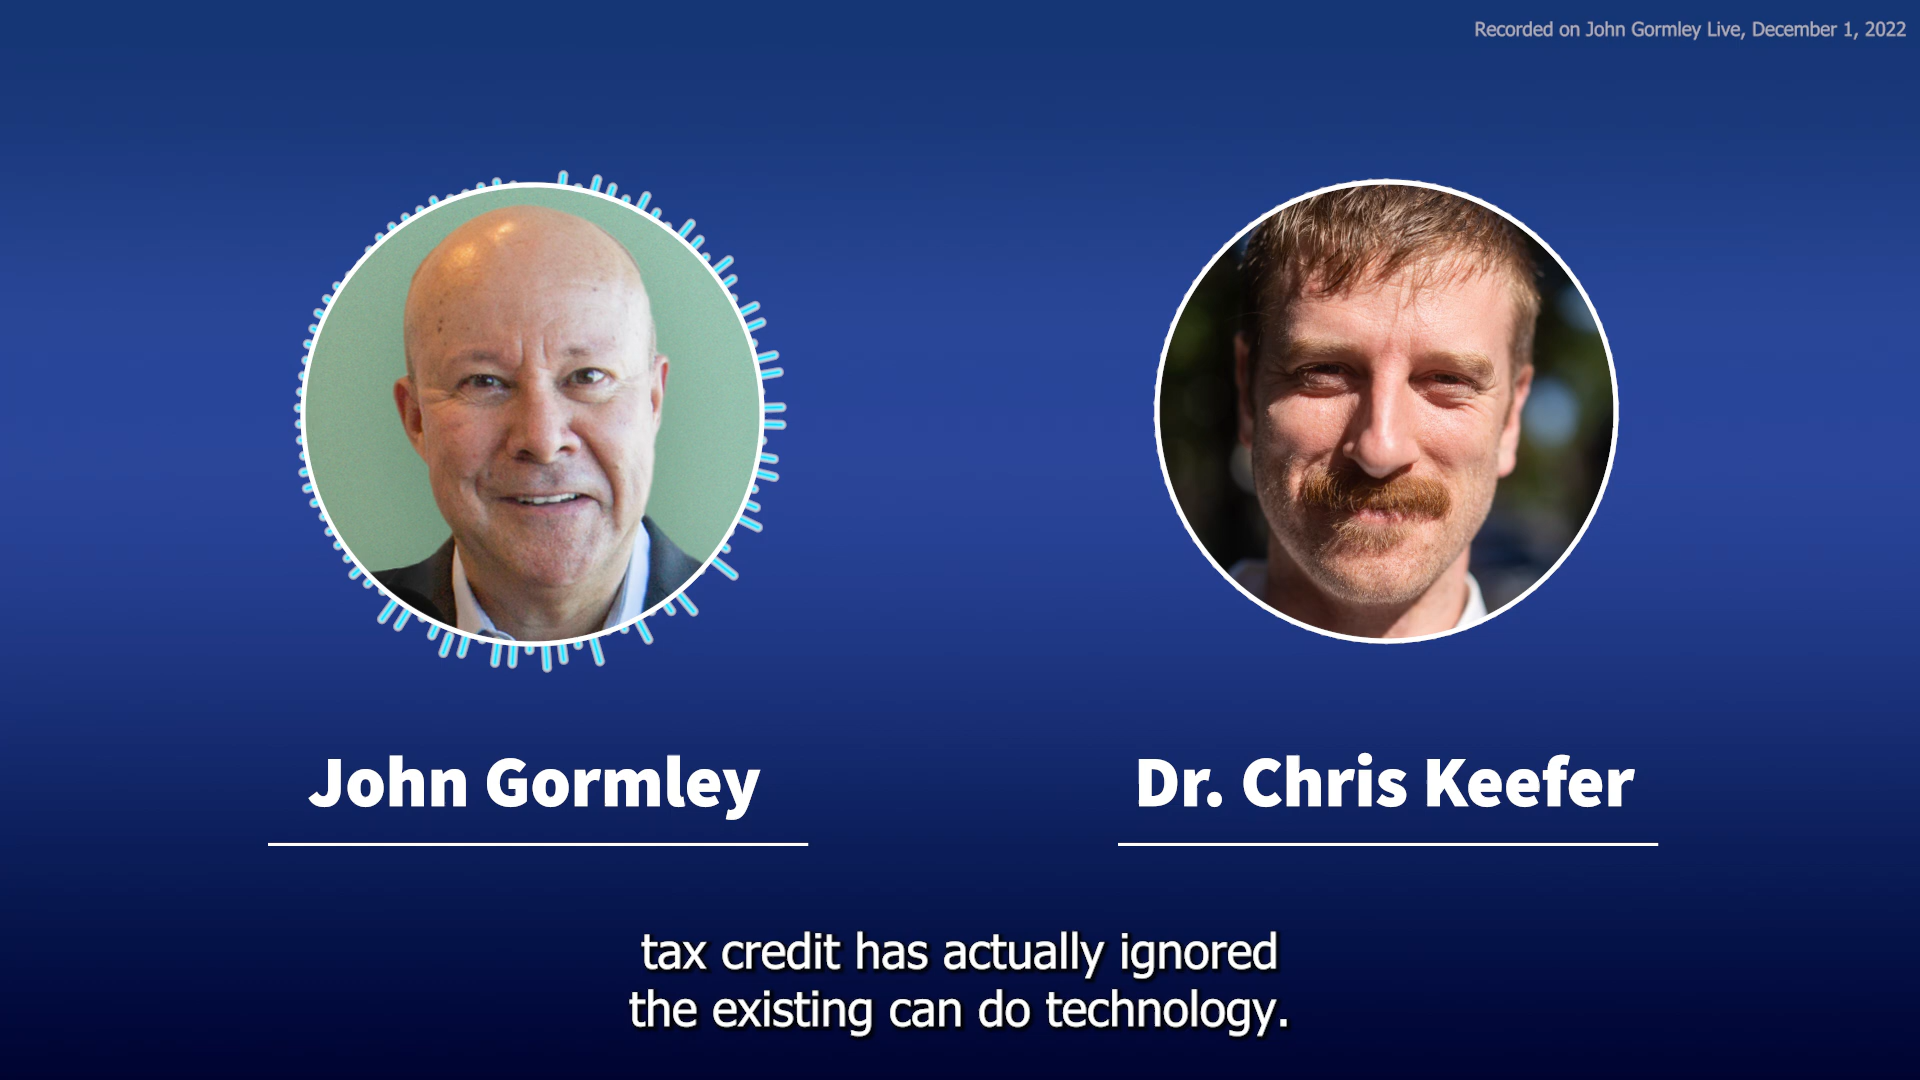 Recorded on John Gormley Live, December 1, 2022
John Gormley
Dr. Chris Keefer
tax credit has actually ignored
the existing can do technology.